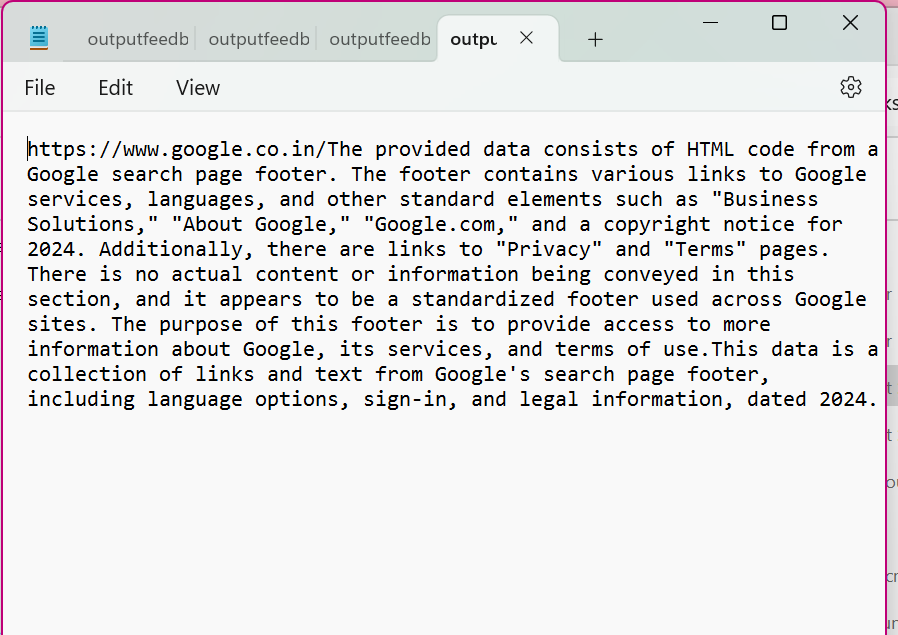 outputfeedb outputfeedb outputfeedb outpu
File Edit View
https://www.google.co.in/The provided data consists of HTML code from a
Google search page footer. The footer contains various links to Google
services, languages, and other standard elements such as "Business
Solutions," "About Google," "Google.com," and a copyright notice for
2024. Additionally, there are links to "Privacy" and "Terms" pages.
There is no actual content or information being conveyed in this
section, and it appears to be a standardized footer used across Google
sites. The purpose of this footer is to provide access to more
information about Google, its services, and terms of use.This data is a
collection of links and text from Google's search page footer,
including language options, sign-in, and legal information, dated 2024.